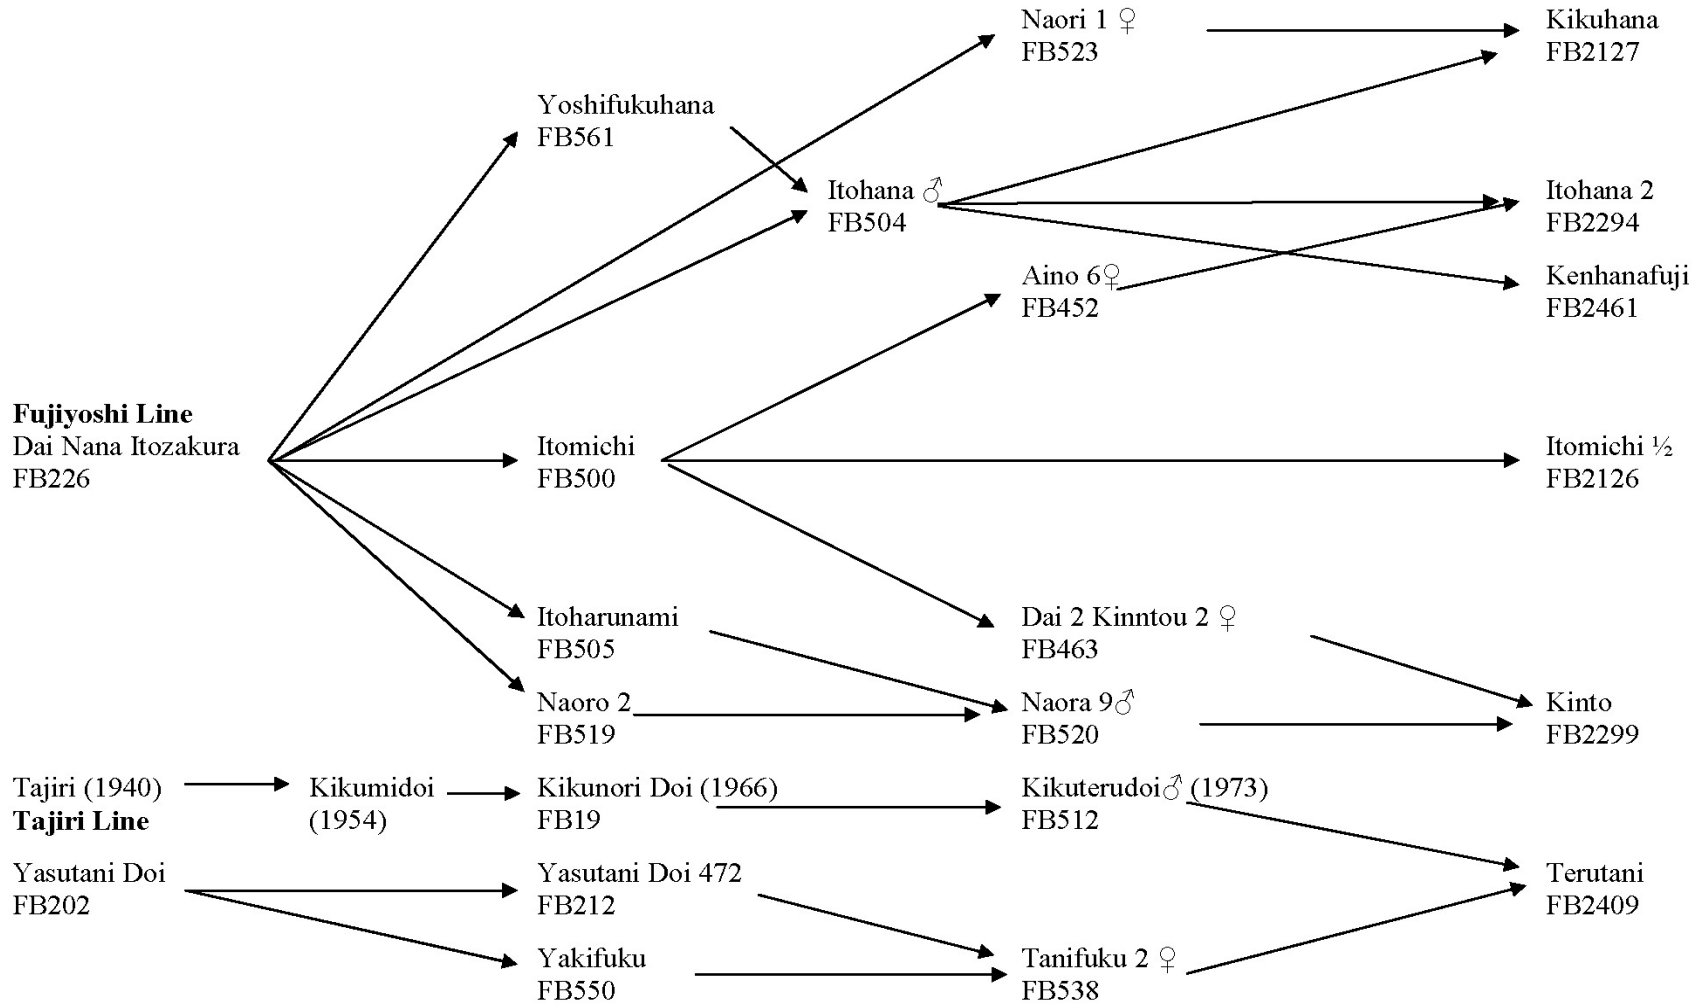 Naori 1 ♀
FB523
Kikuhana
FB2127
Yoshifukuhana
FB561
Itohana ♂
FB504
Itohana 2
FB2294
Aino 6♀
FB452
Kenhanafuji
FB2461
Fujiyoshi Line
Dai Nana Itozakura
FB226
Itomichi
FB500
Itomichi ½
FB2126
Itoharunami
FB505
Dai 2 Kinntou 2 ♀
FB463
Naoro 2
FB519
Naora 9♂
FB520
Kinto
FB2299
Tajiri (1940)
Tajiri Line
Kikumidoi
(1954)
Kikunori Doi (1966)
FB19
Kikuterudoi♂ (1973)
FB512
Yasutani Doi
FB202
Yasutani Doi 472
FB212
Terutani
FB2409
Yakifuku
FB550
Tanifuku 2 ♀
FB538